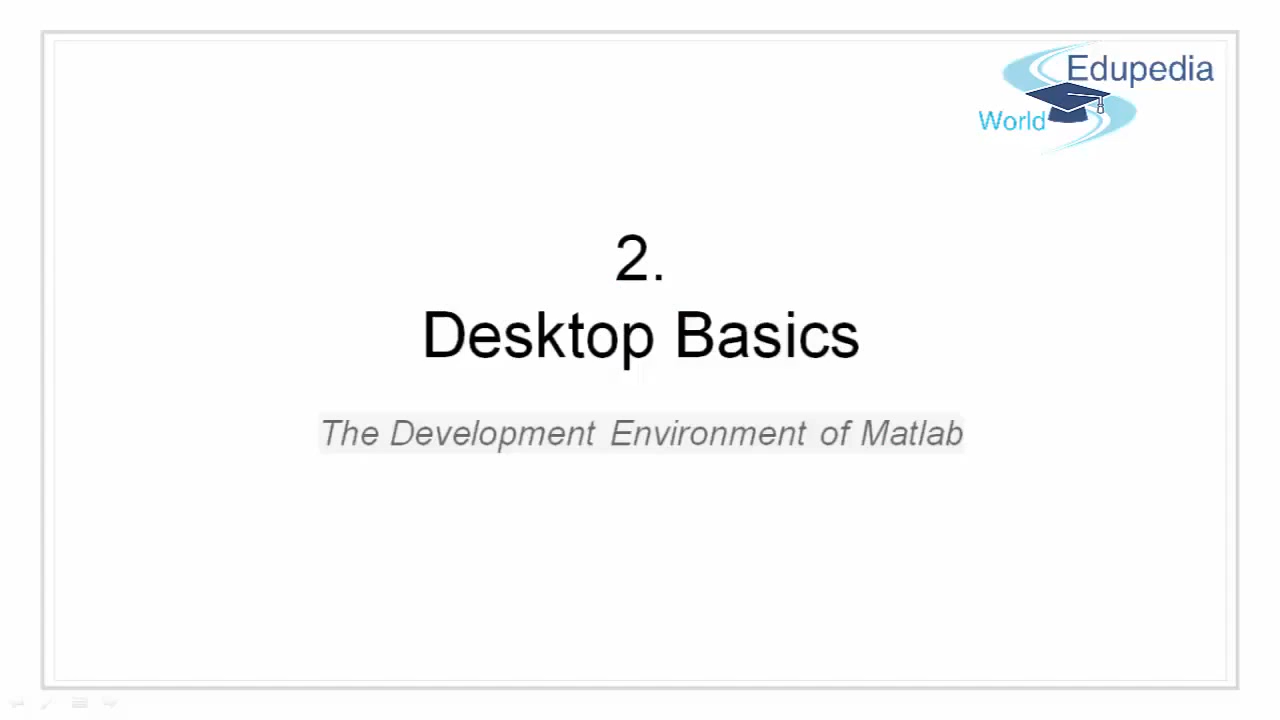 Edupedia
World
2.
Desktop Basics
The Development Environment of Matlab